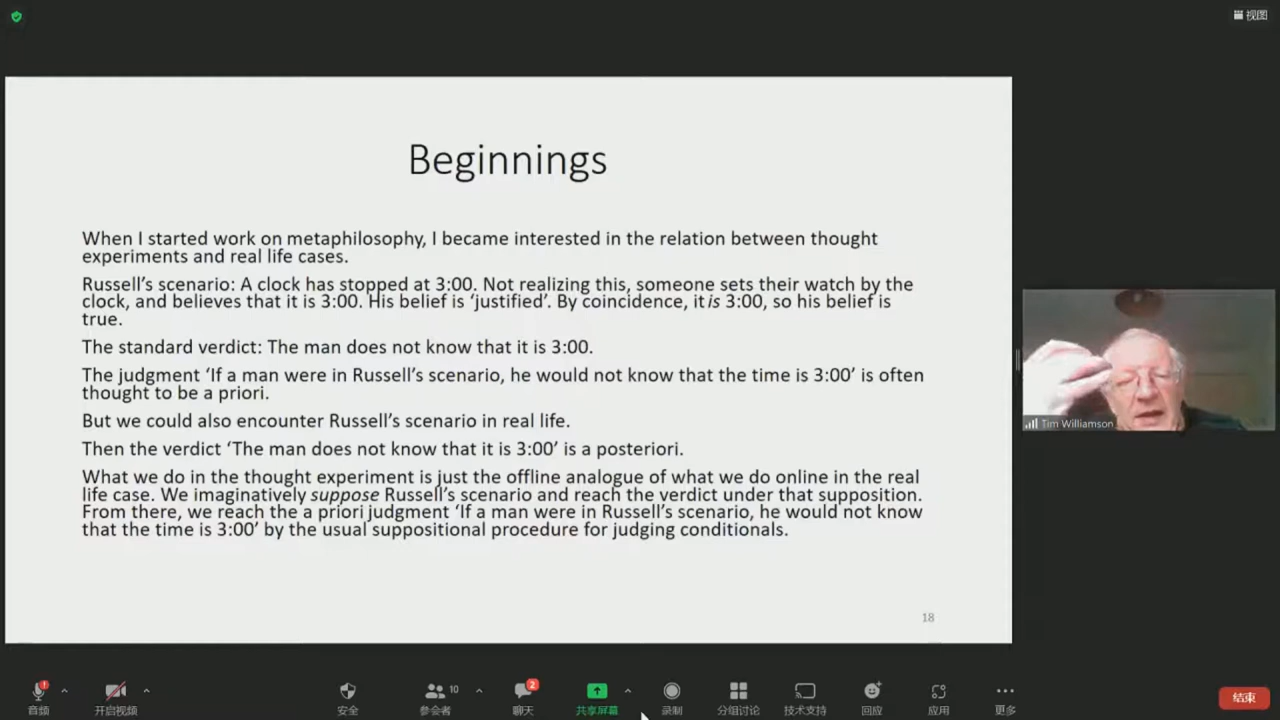 视图
Beginnings
When I started work on metaphilosophy, I became interested in the relation between thought
experiments and real life cases.
Russell’s scenario: A clock has stopped at 3:00. Not realizing this, someone sets their watch by the
clock, and believes that it is 3:00. His belief is ‘justified’. By coincidence, it is 3:00, so his belief is
true.
The standard verdict: The man does not know that it is 3:00.
The judgment ‘If a man were in Russell’s scenario, he would not know that the time is 3:00’ is often
thought to be a priori.
But we could also encounter Russell’s scenario in real life.
Then the verdict ‘The man does not know that it is 3:00’ is a posteriori.
What we do in the thought experiment is just the offline analogue of what we do online in the real
life case. We imaginatively suppose Russell’s scenario and reach the verdict under that supposition.
From there, we reach the a priori judgment ‘If a man were in Russell’s scenario, he would not know
that the time is 3:00’ by the usual suppositional procedure for judging conditionals.
18
Tim Williamson
10
2
音频
开启视频
安全
参会者
聊天
共享屏幕
录制
分组讨论
技术支持
回应
应用
更多
结束